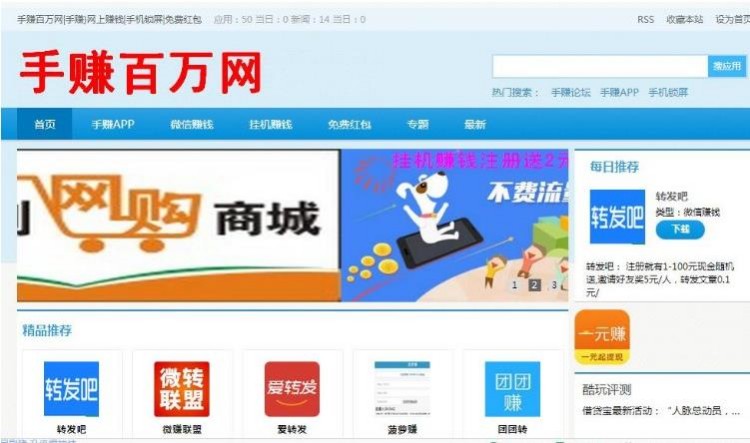 手赚百万网|手赚|网上赚钱|手机锁屏|免费红包 应用：50 当日：0 新闻：14 当日：0 RSS 收藏本站 设为首页
手赚百万网
搜应用
热门搜索： 手赚论坛 手赚APP 手机锁屏
首页 手赚APP 微信赚钱 挂机赚钱 免费红包 专题 最新
网购 商城
挂机赚钱注册送2元
不费流量
1 2 3
每日推荐
转发吧
转发吧
类型：微信赚钱
下载
转发吧： 注册就有1-100元现金随机
送,邀请好友奖5元/人，转发文章0.1
元/
精品推荐
一元赚
一元起提现
转发吧
微转
联盟
爱转发
团团
赚
转发吧 微赚联盟 爱转发 菠萝赚 团团转
酷玩评测
借贷宝最新活动：“人脉总动员，...